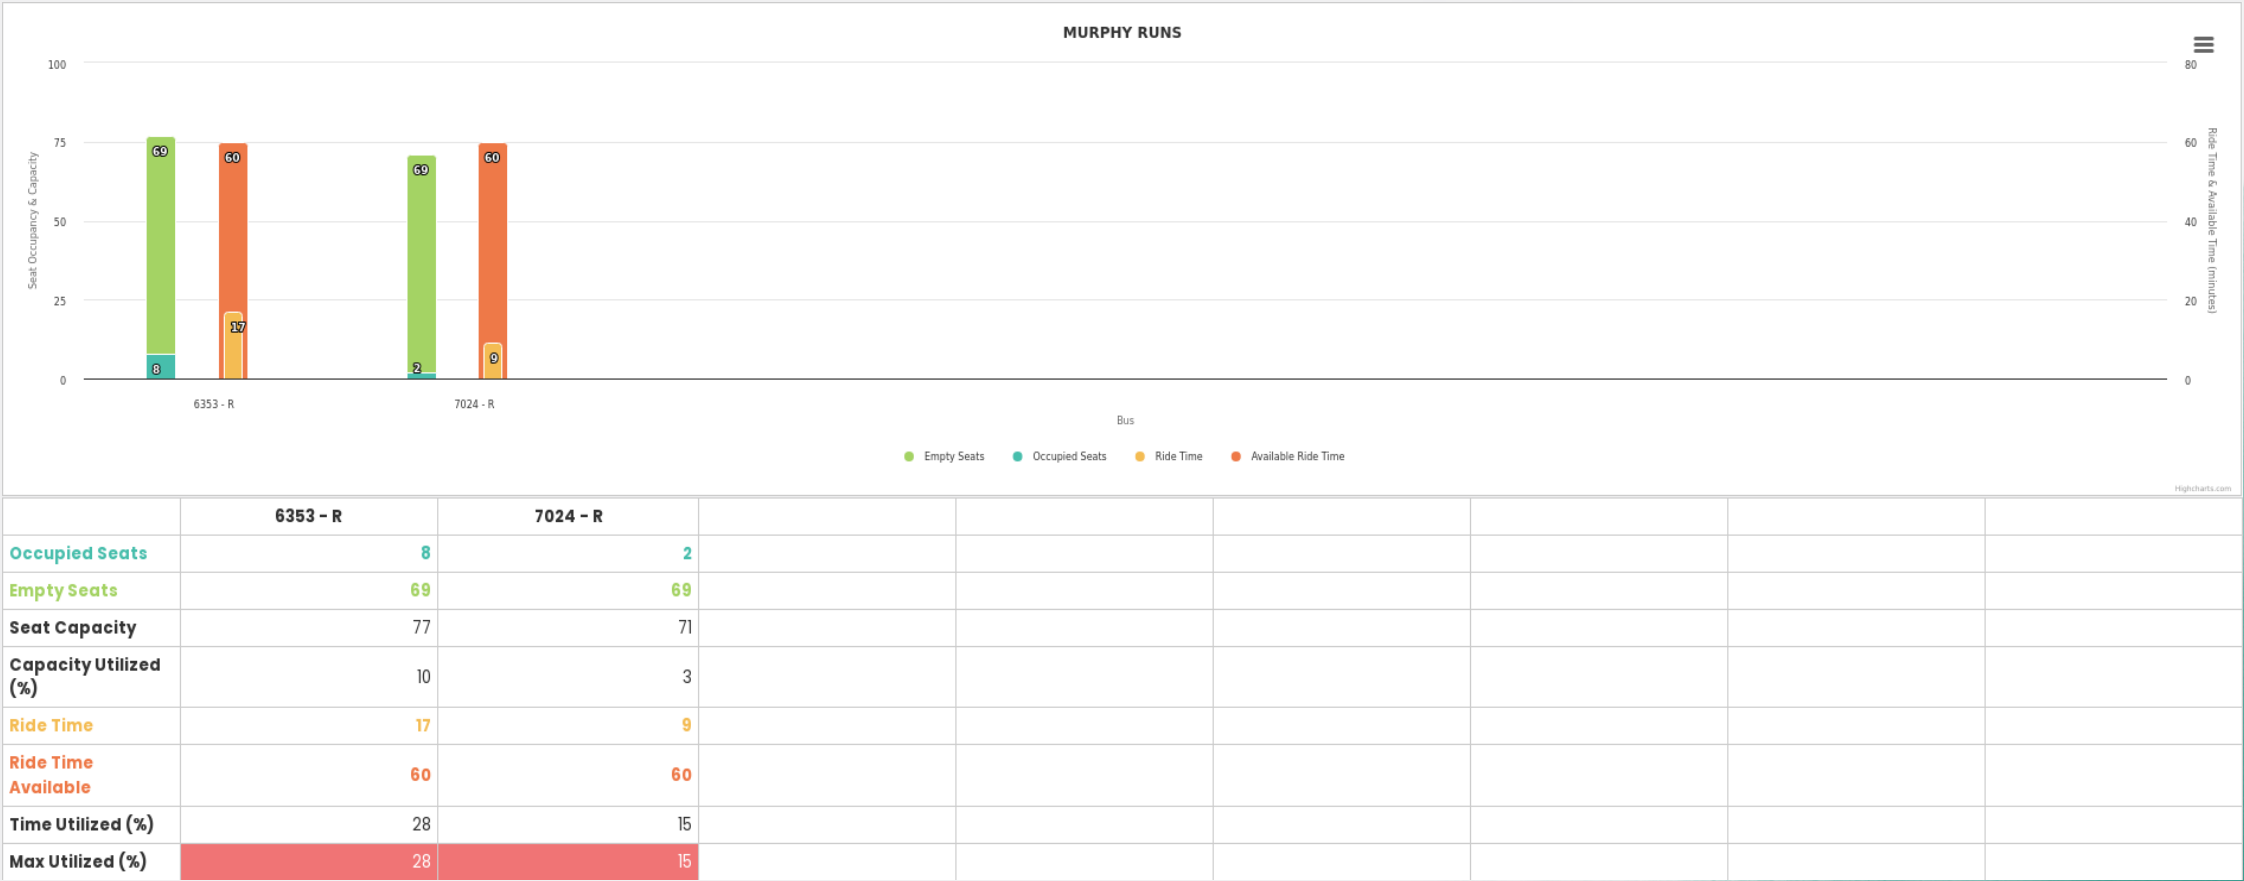 MURPHY RUNS
100
80
75
60
50
40
25
20
0
0
Seat Occupancy & Capacity
Ride Time & Available Time (minutes)
69
60
69
60
17
8
2
9
6353 - R
7024 - R
Bus
Empty Seats
Occupied Seats
Ride Time
Available Ride Time
Highcharts.com
6353 - R 7024 - R
Occupied Seats 8 2
Empty Seats 69 69
Seat Capacity 77 71
Capacity Utilized
(%) 10 3
Ride Time 17 9
Ride Time
Available 60 60
Time Utilized (%) 28 15
Max Utilized (%) 28 15